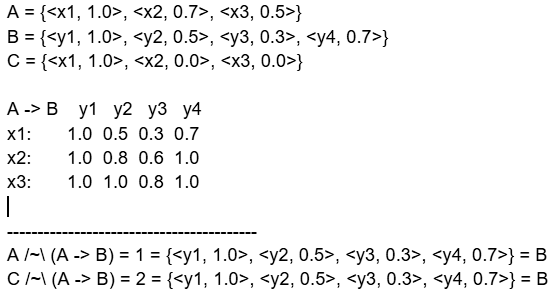 A = {<x1, 1.0>, <x2, 0.7>, <x3, 0.5>}
B = {<y1, 1.0>, <y2, 0.5>, <y3, 0.3>, <y4, 0.7>}
C = {<x1, 1.0>, <x2, 0.0>, <x3, 0.0>}
A -> B y1 y2 y3 y4
x1: 1.0 0.5 0.3 0.7
x2: 1.0 0.8 0.6 1.0
x3: 1.0 1.0 0.8 1.0
-----------------------------------------
A /~\ (A -> B) = 1 = {<y1, 1.0>, <y2, 0.5>, <y3, 0.3>, <y4, 0.7>} = B
C /~\ (A -> B) = 2 = {<y1, 1.0>, <y2, 0.5>, <y3, 0.3>, <y4, 0.7>} = B